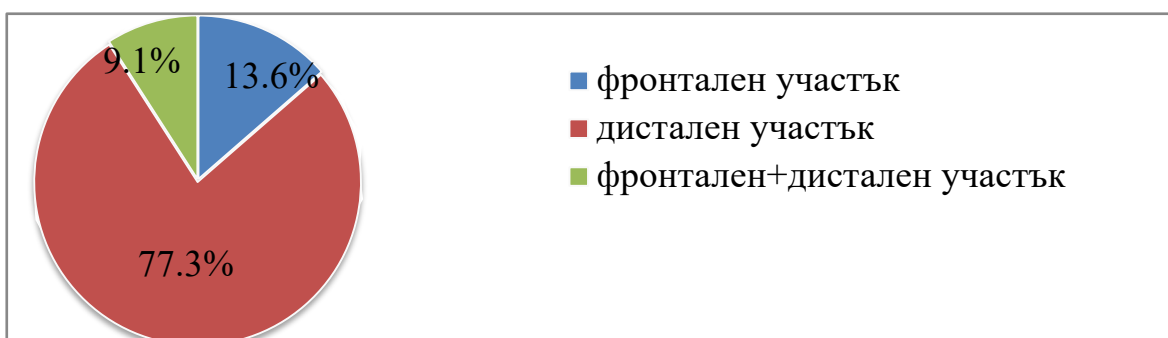 9.1%
13.6%
77.3%
фронтален участък
дистален участък
фронтален+дистален участък